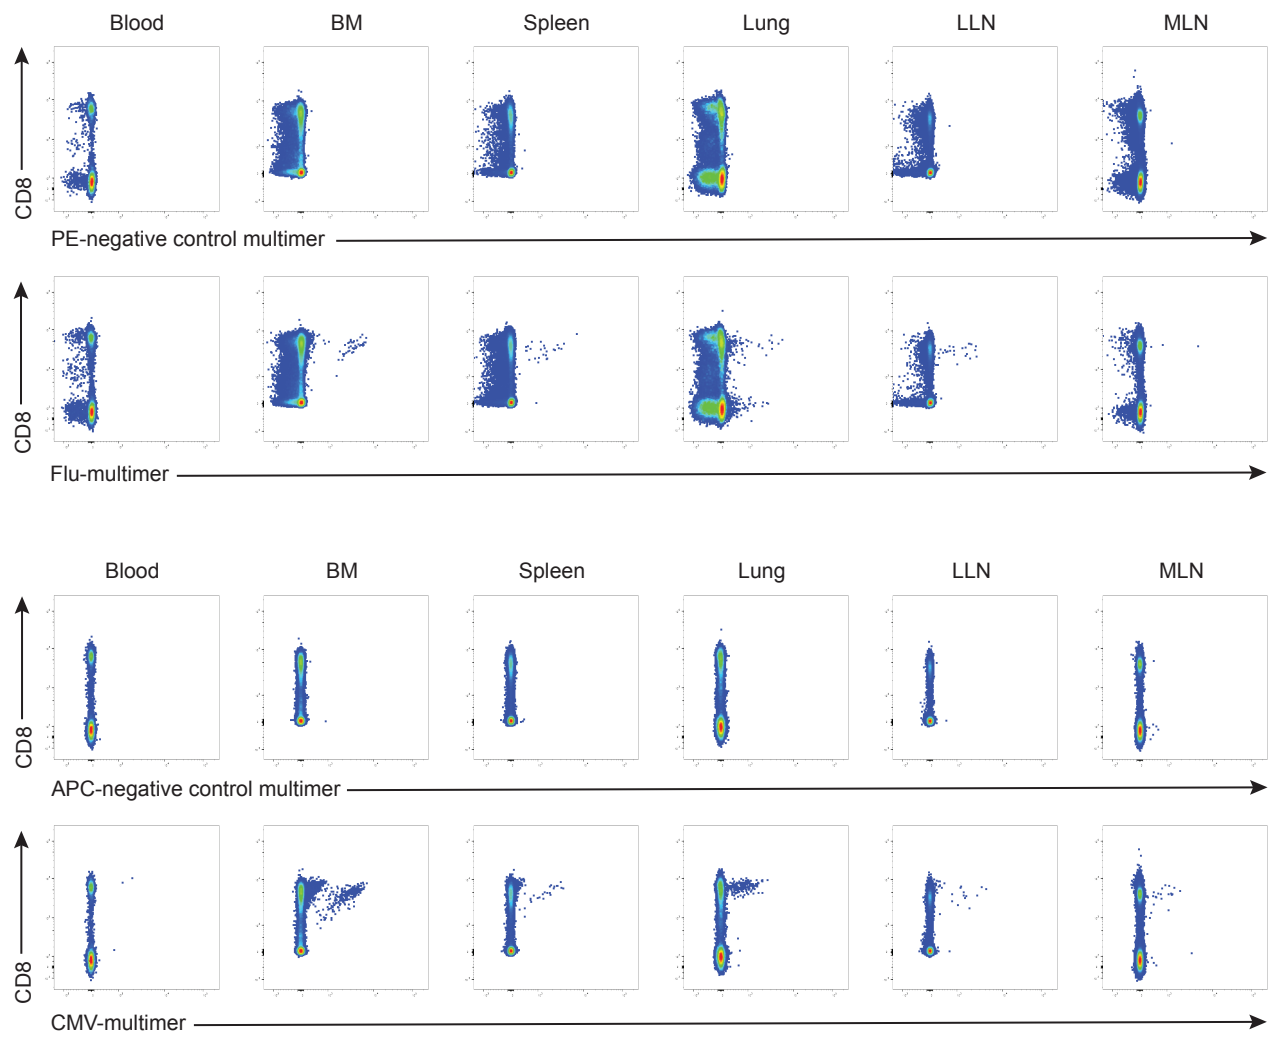 Blood BM Spleen Lung LLN MLN
CD8
PE-negative control multimer
CD8
Flu-multimer
Blood BM Spleen Lung LLN MLN
CD8
APC-negative control multimer
CD8
CMV-multimer